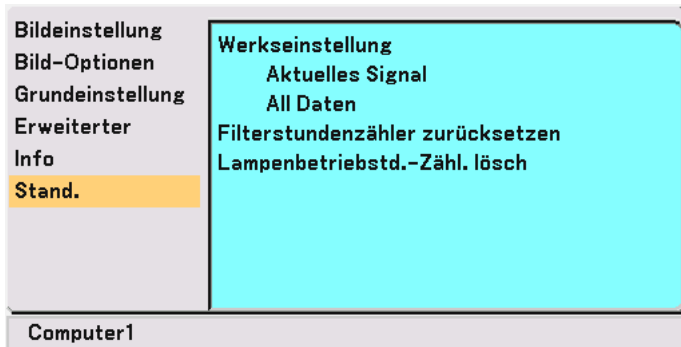 Bildeinstellung
Bild-Optionen
Grundeinstellung
Erweiterter
Info
Stand.
Werkseinstellung
Aktuelles Signal
All Daten
Filterstundenzähler zurücksetzen
Lampenbetriebstd.-Zähl. lösch
Computer1